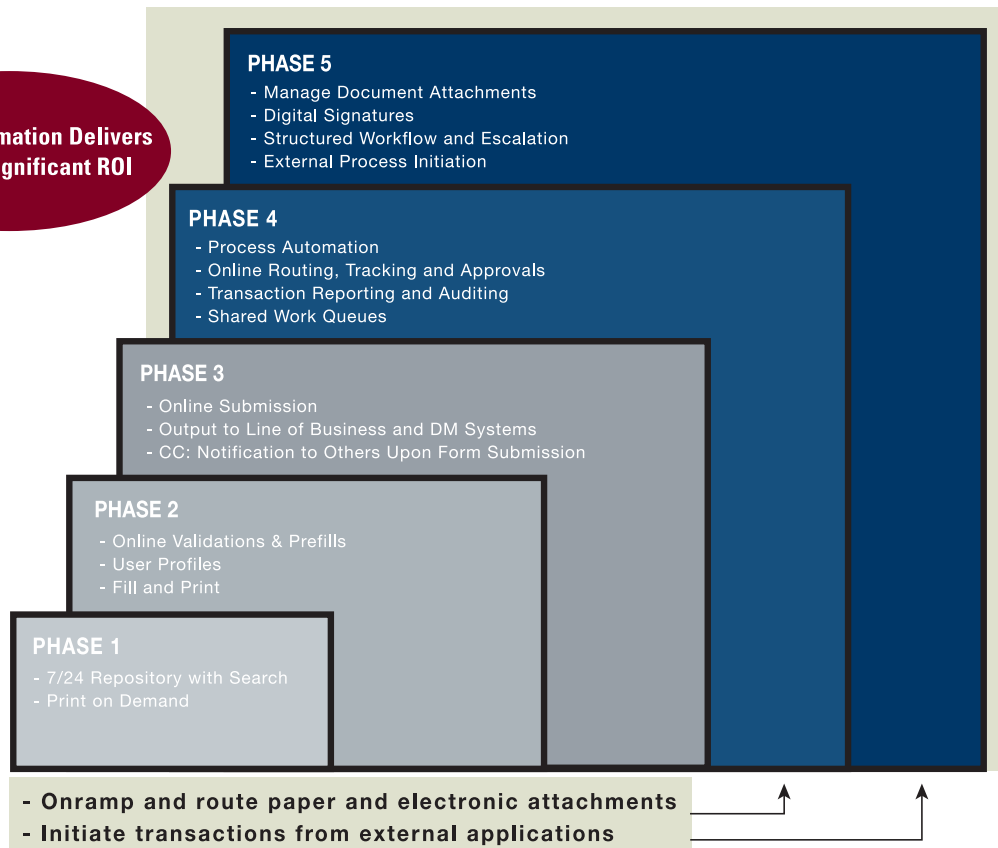 PHASE 5
- Manage Document Attachments
- Digital Signatures
- Structured Workflow and Escalation
- External Process Initiation
Delivers
ROI
PHASE 4
- Process Automation
- Online Routing, Tracking and Approvals
- Transaction Reporting and Auditing
- Shared Work Queues
PHASE 3
- Online Submission
- Output to Line of Business and DM Systems
- CC: Notification to Others Upon Form Submission
PHASE 2
- Online Validations & Prefills
- User Profiles
- Fill and Print
PHASE 1
- 7/24 Repository with Search
- Print on Demand
- Onramp and route paper and electronic attachments
- Initiate transactions from external applications